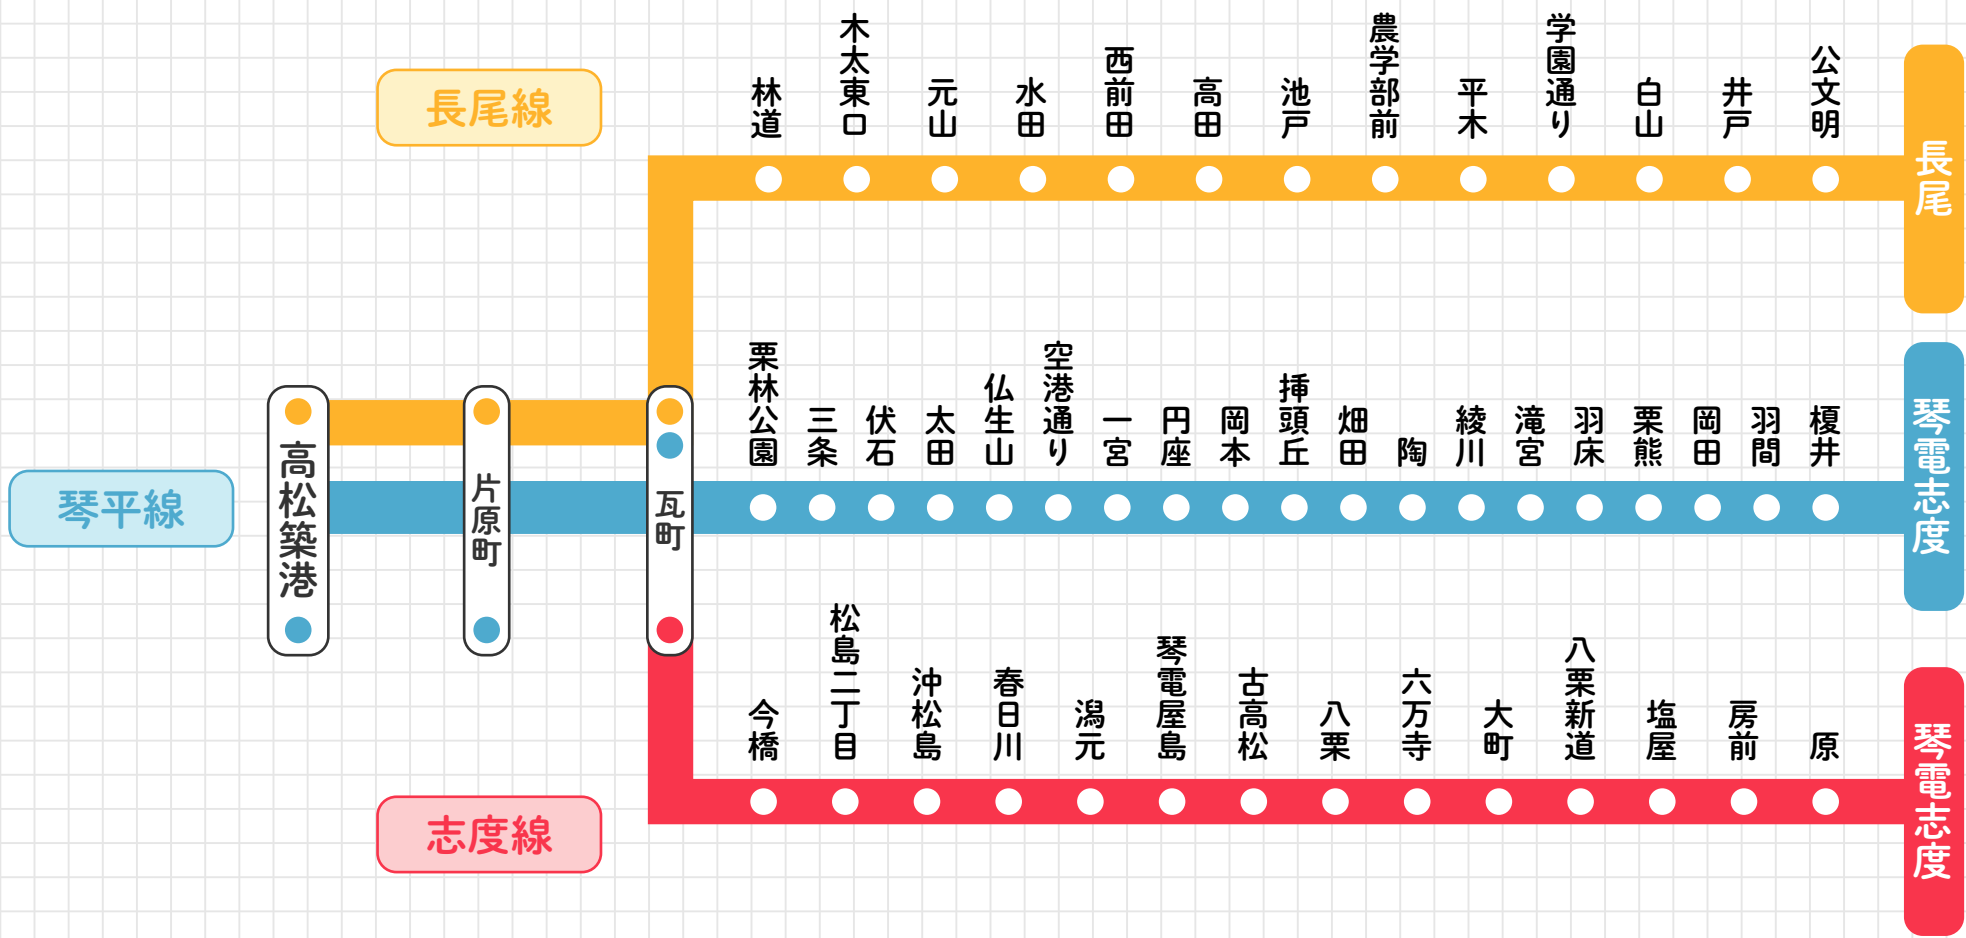 長尾線
林道
木太東口
元山
水田
西前田
高田
池戸
農学部前
平木
学園通り
白山
井戸
公文明
長尾
琴平線
高松築港
片原町
瓦町
栗林公園
三条
伏石
太田
仏生山
空港通り
一宮
円座
岡本
挿頭丘
畑田
陶
綾川
滝宮
羽床
栗熊
岡田
羽間
榎井
琴電志度
志度線
今橋
松島二丁目
沖松島
春日川
潟元
琴電屋島
古高松
八栗
六万寺
大町
八栗新道
塩屋
房前
原
琴電志度